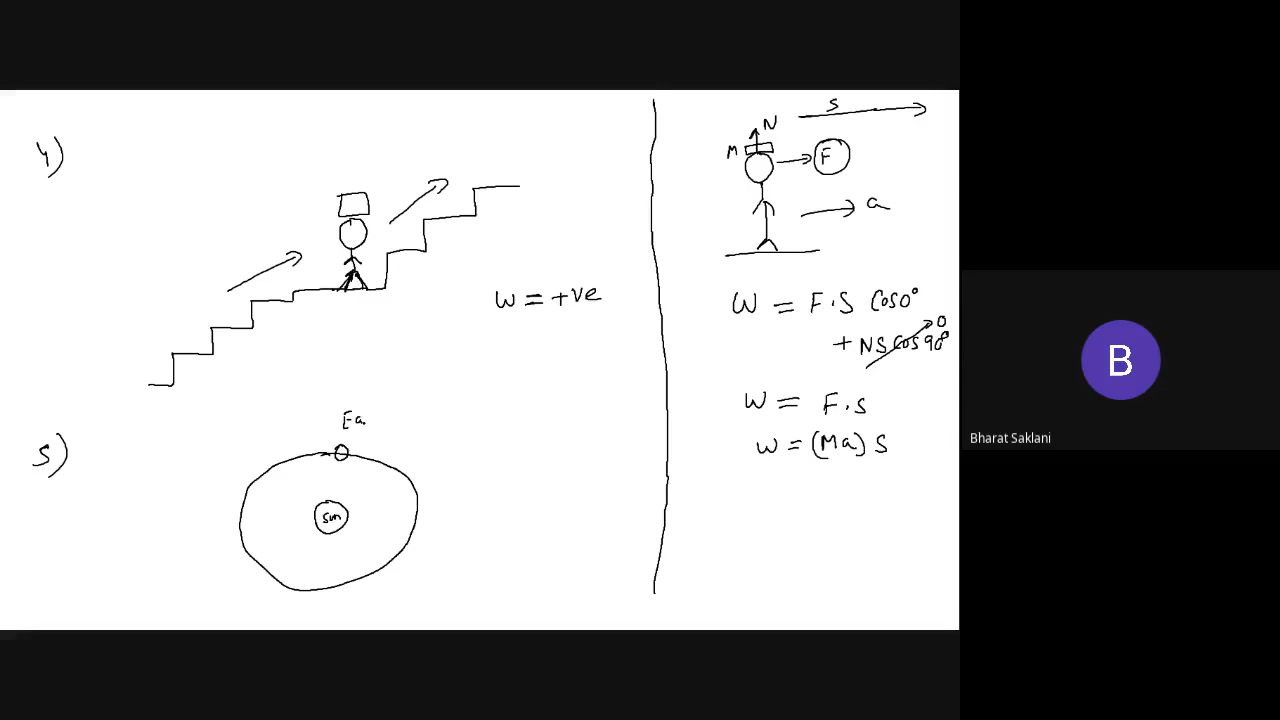 4)
W = +ve
5)
Ea.
Sun
S
N
M
F
a
W = F.S Cos0°
+ NS Cos90° 0
W = F.S
W = (Ma) S
B
Bharat Saklani